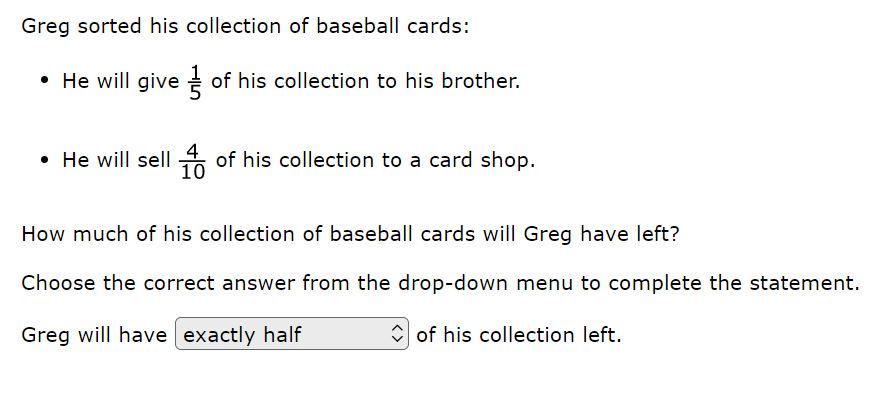 Greg sorted his collection of baseball cards:
• He will give 1/5 of his collection to his brother.
• He will sell 4/10 of his collection to a card shop.
How much of his collection of baseball cards will Greg have left?
Choose the correct answer from the drop-down menu to complete the statement.
Greg will have exactly half of his collection left.